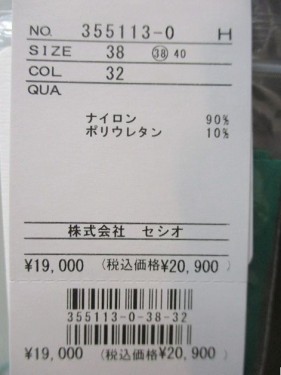 NO. 355113-0 H
SIZE 38 ㊳ 40
COL. 32
QUA.
ナイロン 90%
ポリウレタン 10%
株式会社 セシオ
¥19,000 (税込価格¥20,900)
355113-0-38-32
¥19,000 (税込価格¥20,900)